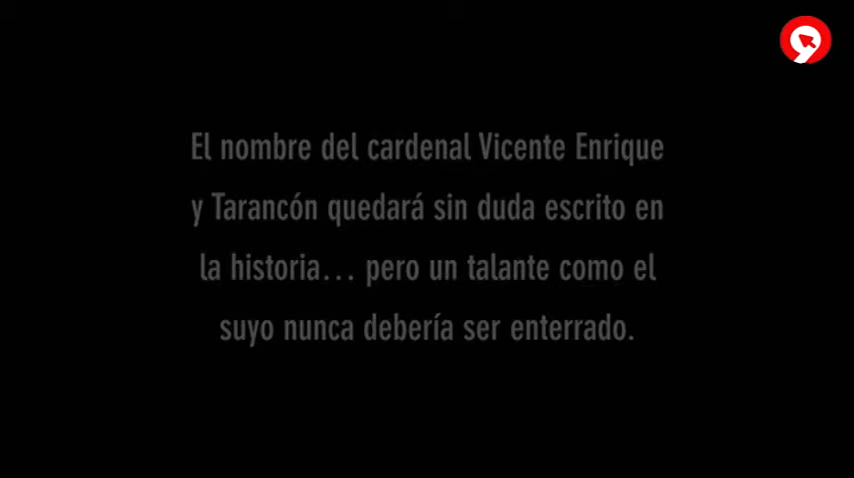 El nombre del cardenal Vicente Enrique
y Tarancón quedará sin duda escrito en
la historia... pero un talante como el
suyo nunca debería ser enterrado.